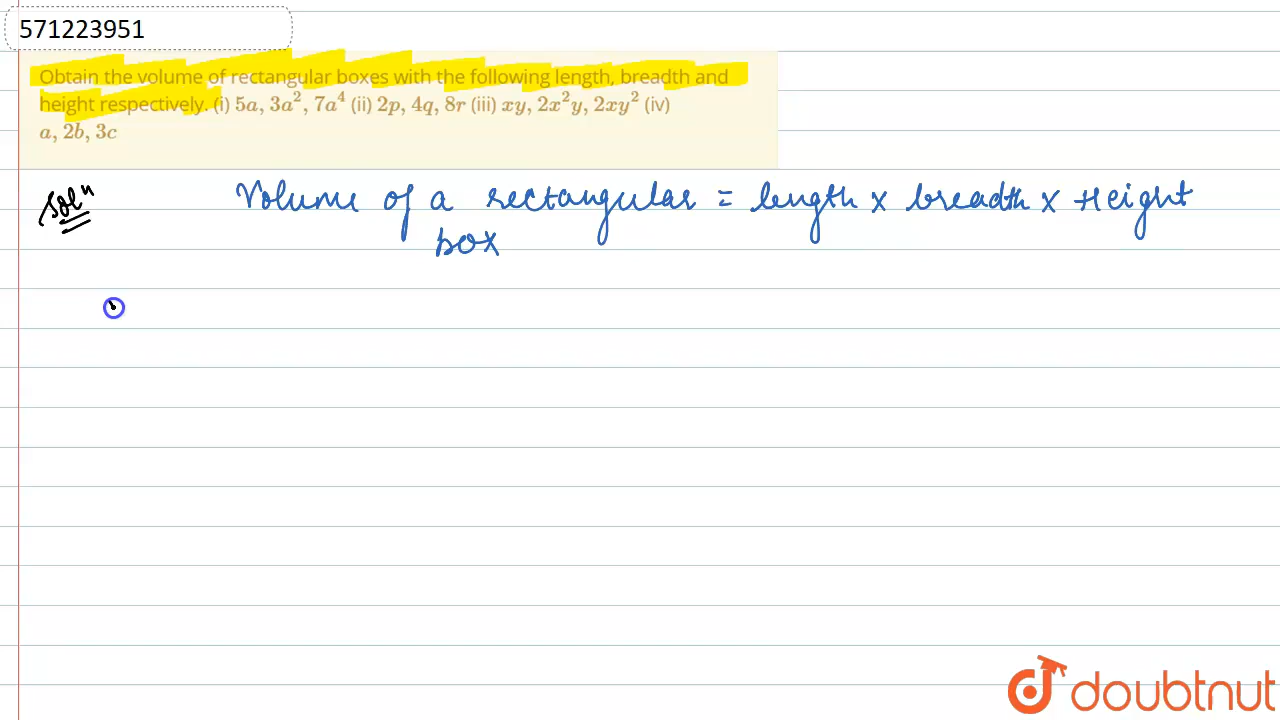 571223951
Obtain the volume of rectangular boxes with the following length, breadth and
height respectively. (i) 5a, 3a², 7a⁴ (ii) 2p, 4q, 8r (iii) xy, 2x²y, 2xy² (iv)
a, 2b, 3c
Solⁿ Volume of a rectangular = length × breadth × Height
box
doubtnut